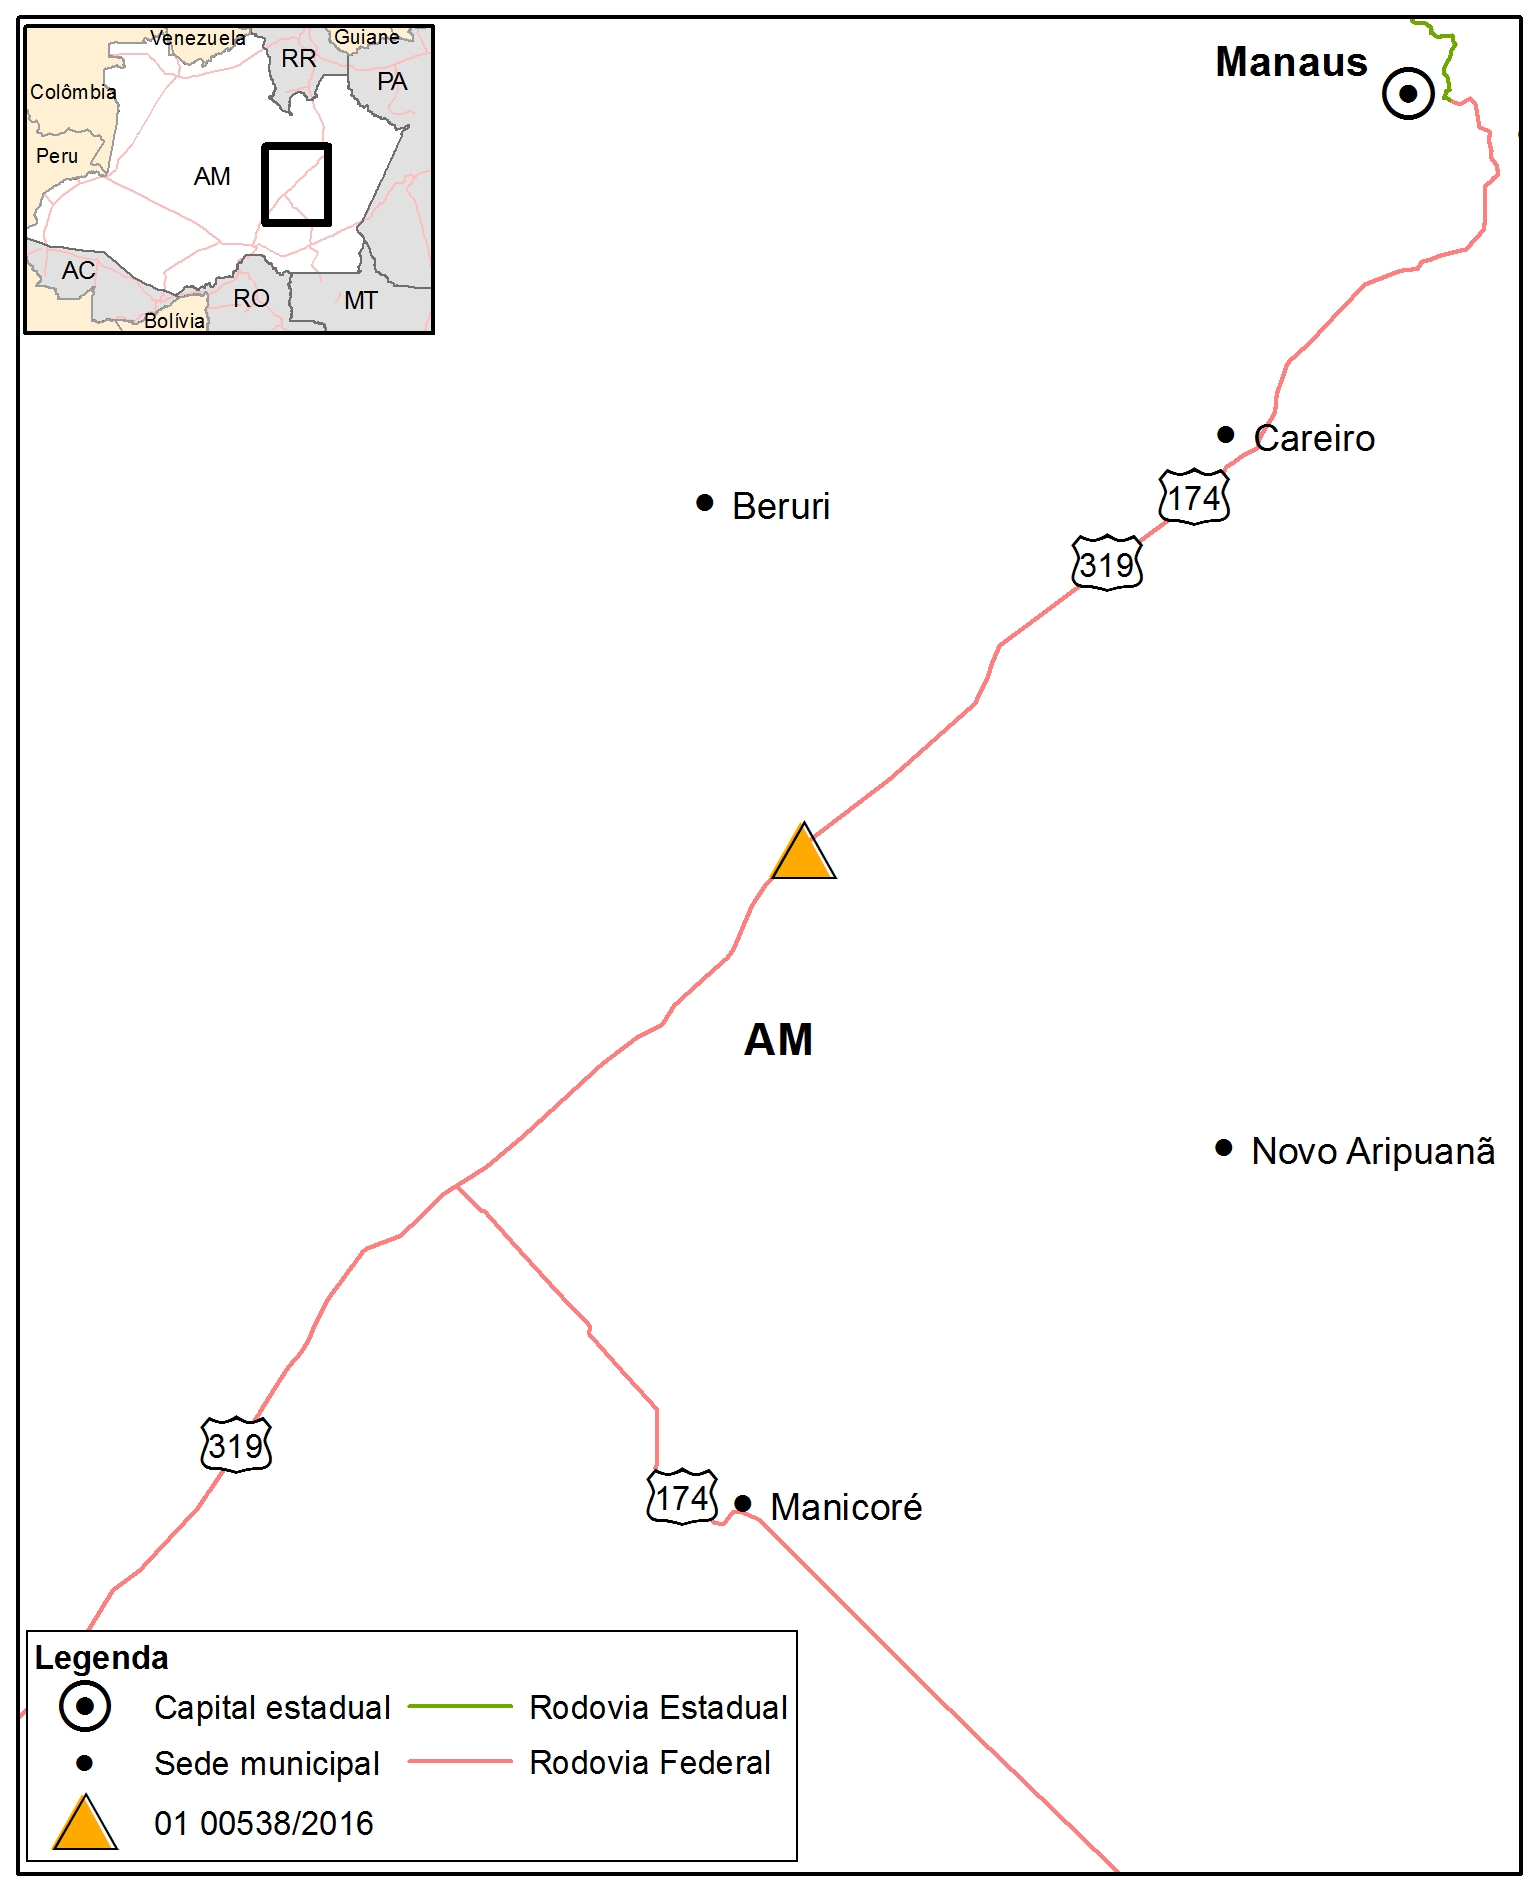 Venezuela
Guiane
RR
PA
Colômbia
Peru
AM
AC
RO
MT
Bolívia
Manaus
Careiro
174
Beruri
319
AM
Novo Aripuanã
319
174
Manicoré
Legenda
Capital estadual
Rodovia Estadual
Sede municipal
Rodovia Federal
01 00538/2016